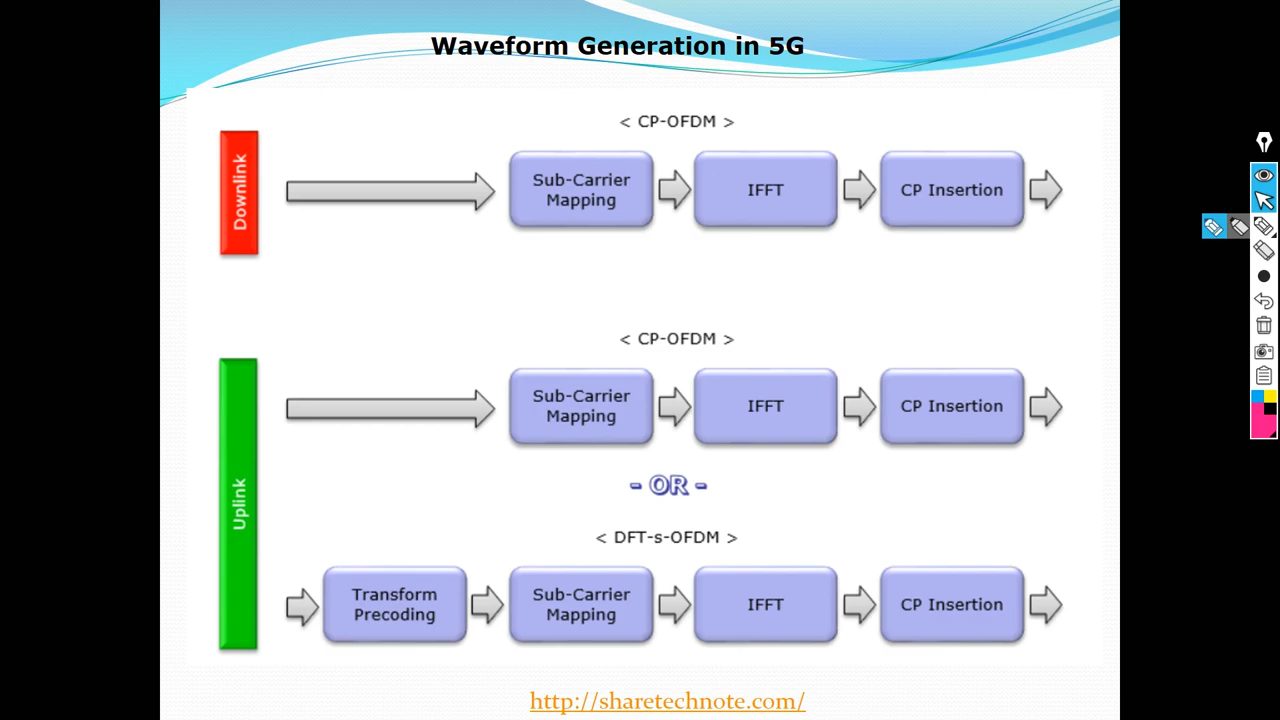 Waveform Generation in 5G
< CP-OFDM >
Downlink
Sub-Carrier
Mapping
IFFT
CP Insertion
< CP-OFDM >
Uplink
Sub-Carrier
Mapping
IFFT
CP Insertion
- OR -
< DFT-s-OFDM >
Transform
Precoding
Sub-Carrier
Mapping
IFFT
CP Insertion
http://sharetechnote.com/